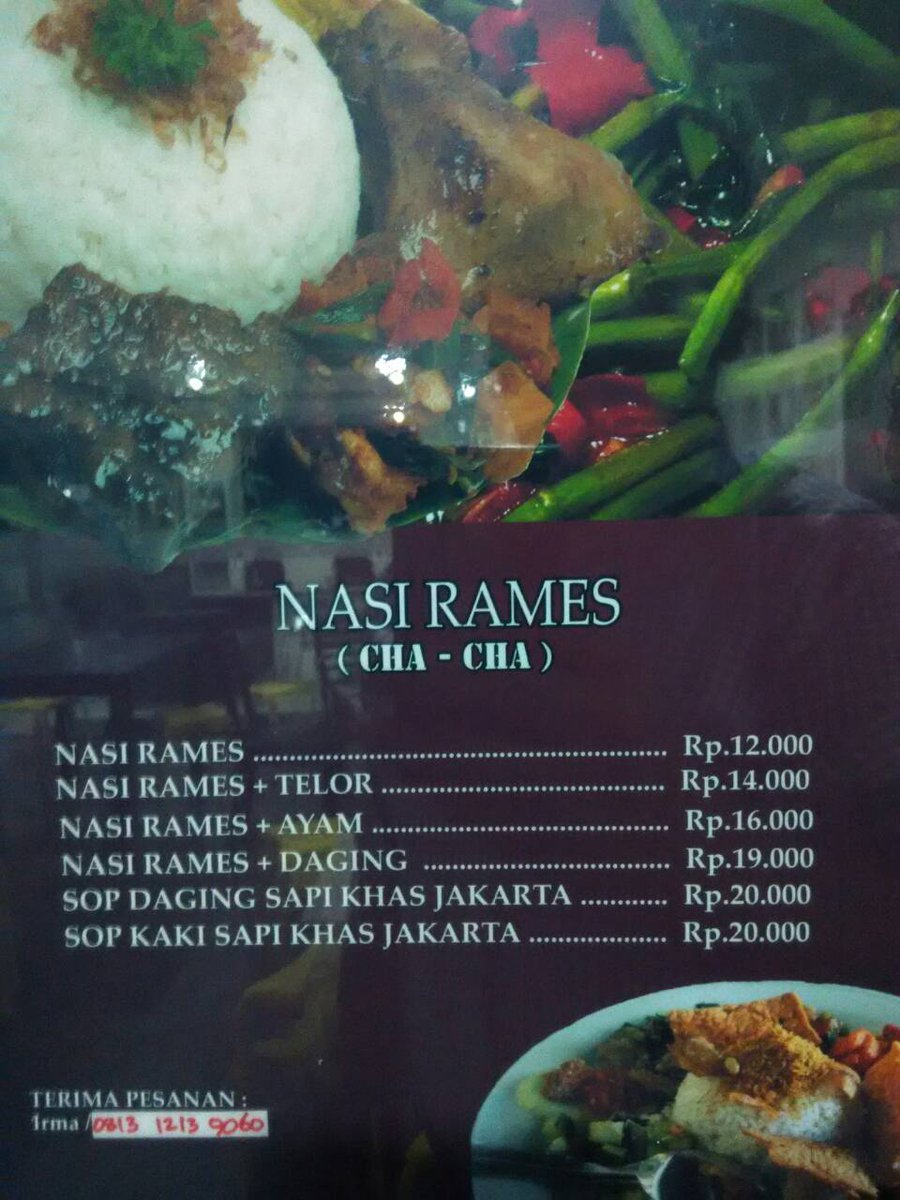 NASI RAMES
( CHA - CHA )
NASI RAMES ........................................................ Rp.12.000
NASI RAMES + TELOR ...................................... Rp.14.000
NASI RAMES + AYAM ........................................ Rp.16.000
NASI RAMES + DAGING ................................. Rp.19.000
SOP DAGING SAPI KHAS JAKARTA ............ Rp.20.000
SOP KAKI SAPI KHAS JAKARTA ................... Rp.20.000
TERIMA PESANAN :
Irma / 0813 1213 9060